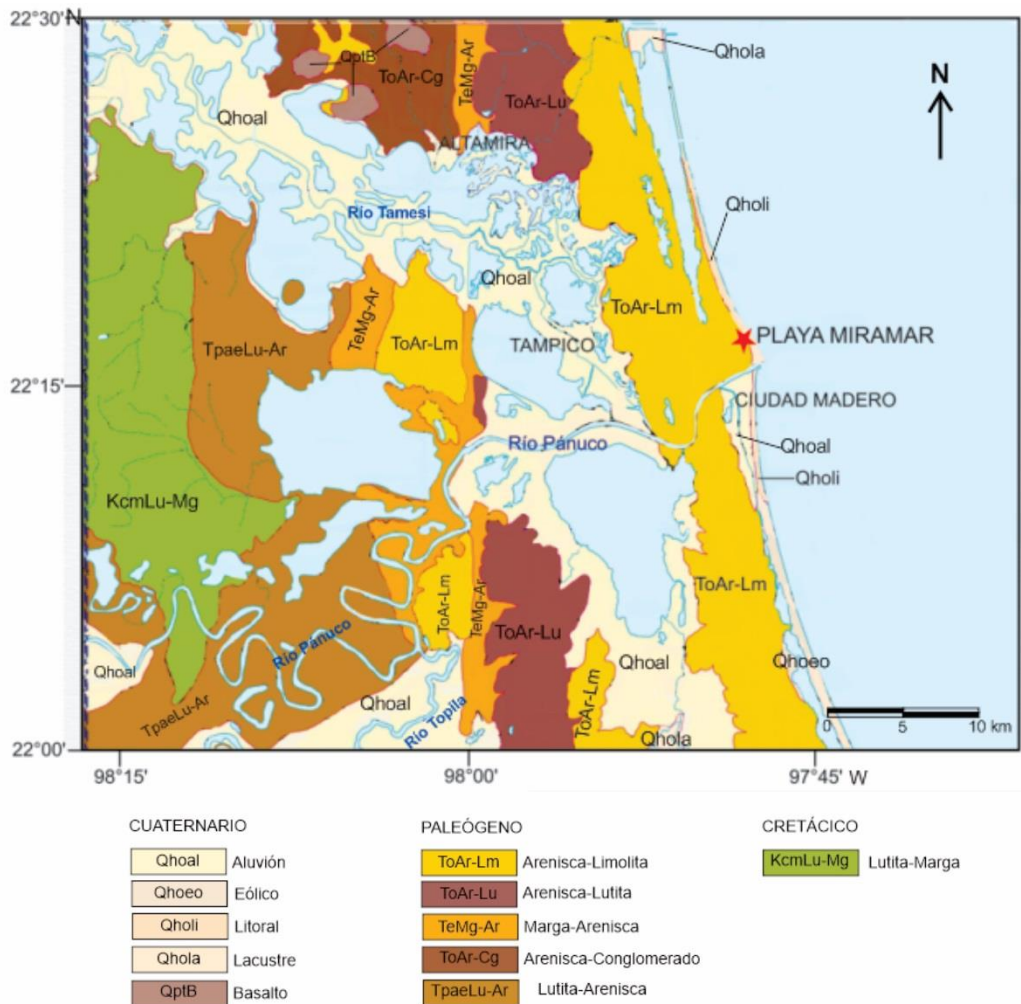 22°30' N
Qhola
QptB
ToAr-Cg
TeMg-Ar
N
Qhoal
ToAr-Lu
ALTAMIRA
Qholi
Río Tamesi
Qhoal
ToAr-Lm
TeMg-Ar
ToAr-Lm
TAMPICO
PLAYA MIRAMAR
TpaeLu-Ar
22°15'
CIUDAD MADERO
Río Pánuco
Qhoal
Qholi
KcmLu-Mg
ToAr-Lm
ToAr-Lm
TeMg-Ar
ToAr-Lu
Río Pánuco
Qhoal
Qhoal
Qhoeo
ToAr-Lm
TpaeLu-Ar
Qhoal
Río Topila
Qhola
0 5 10 km
22°00'
98°15' 98°00' 97°45' W
CUATERNARIO
Qhoal Aluvión
Qhoeo Eólico
Qholi Litoral
Qhola Lacustre
QptB Basalto
PALEÓGENO
ToAr-Lm Arenisca-Limolita
ToAr-Lu Arenisca-Lutita
TeMg-Ar Marga-Arenisca
ToAr-Cg Arenisca-Conglomerado
TpaeLu-Ar Lutita-Arenisca
CRETÁCICO
KcmLu-Mg Lutita-Marga